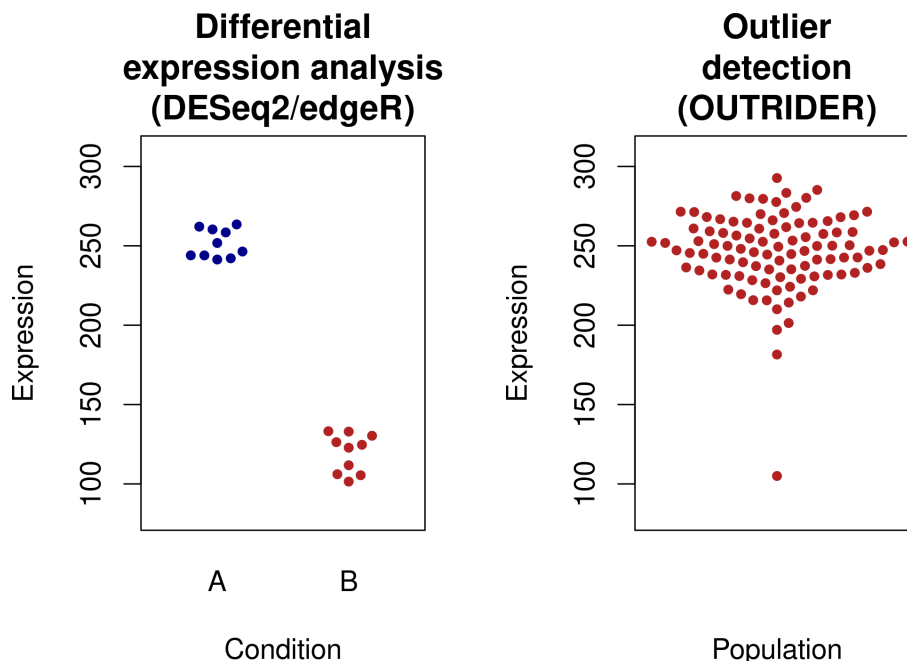 Differential
expression analysis
(DESeq2/edgeR)
Expression
300
250
200
150
100
A B
Condition
Outlier
detection
(OUTRIDER)
Expression
300
250
200
150
100
Population